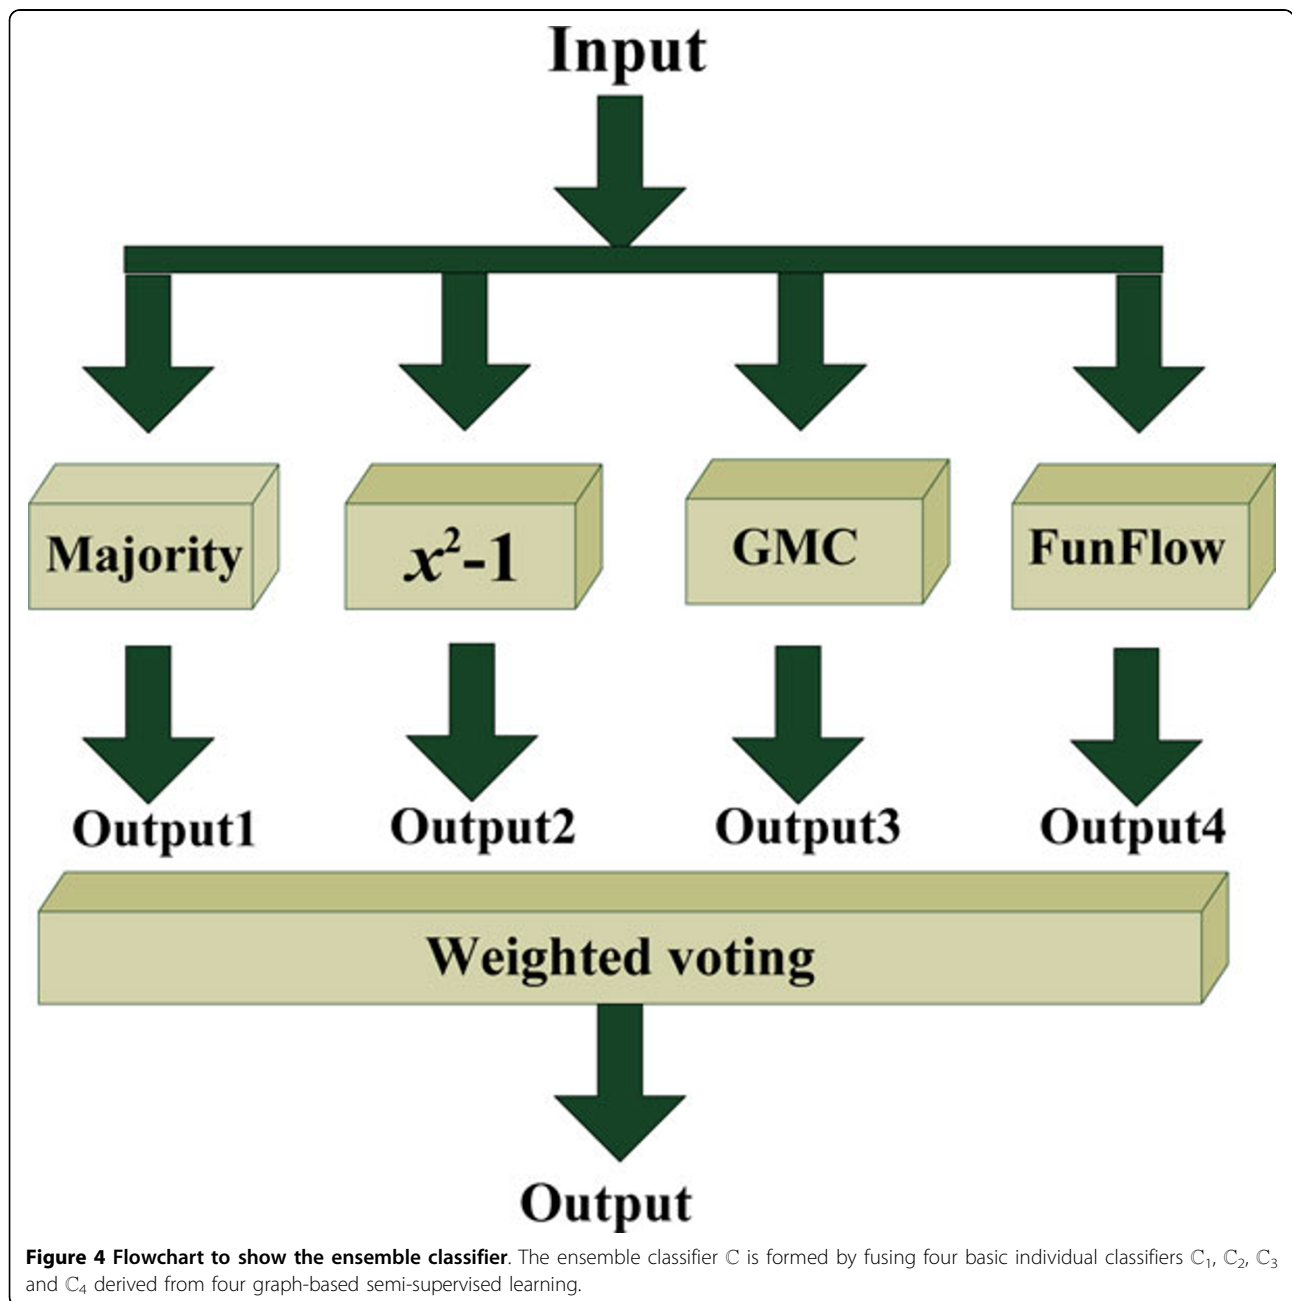 Input
Majority
x²-1
GMC
FunFlow
Output1
Output2
Output3
Output4
Weighted voting
Output
Figure 4 Flowchart to show the ensemble classifier. The ensemble classifier ℂ is formed by fusing four basic individual classifiers ℂ₁, ℂ₂, ℂ₃
and ℂ₄ derived from four graph-based semi-supervised learning.